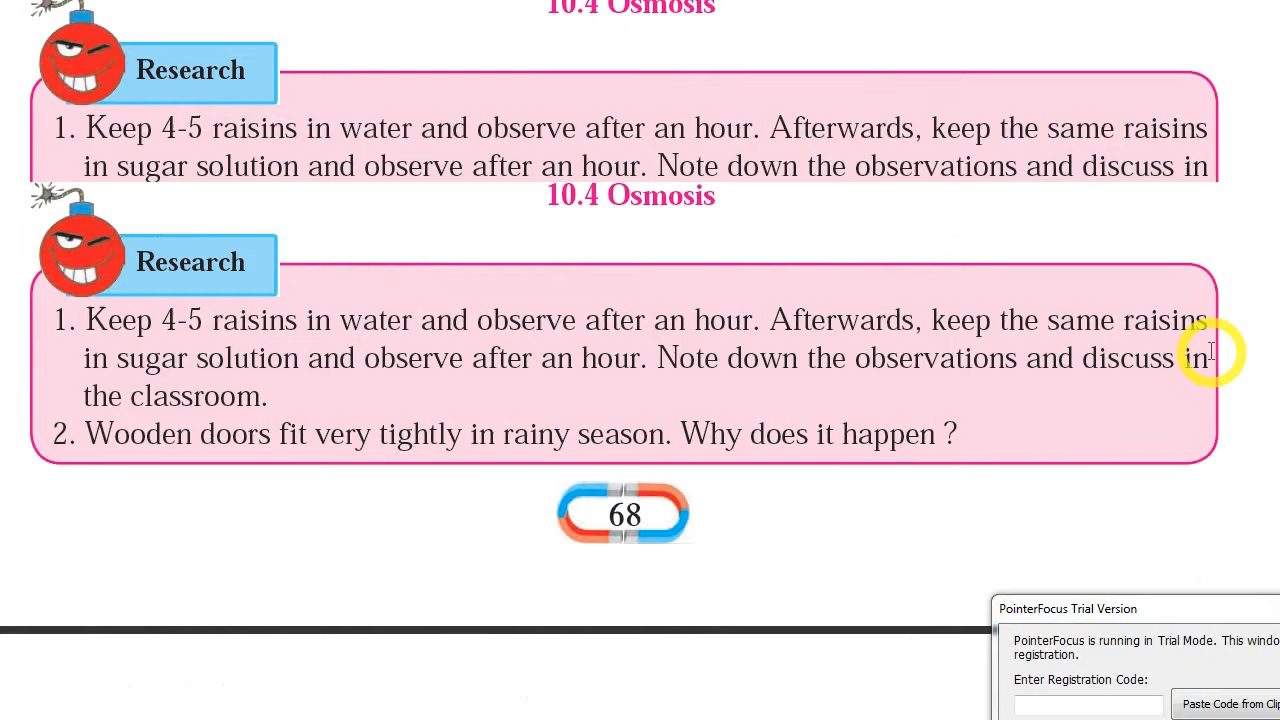 10.4 Osmosis
Research
1. Keep 4-5 raisins in water and observe after an hour. Afterwards, keep the same raisins
in sugar solution and observe after an hour. Note down the observations and discuss in
10.4 Osmosis
Research
1. Keep 4-5 raisins in water and observe after an hour. Afterwards, keep the same raisins
in sugar solution and observe after an hour. Note down the observations and discuss in
the classroom.
2. Wooden doors fit very tightly in rainy season. Why does it happen ?
68
PointerFocus Trial Version
PointerFocus is running in Trial Mode. This windo
registration.
Enter Registration Code:
Paste Code from Clip